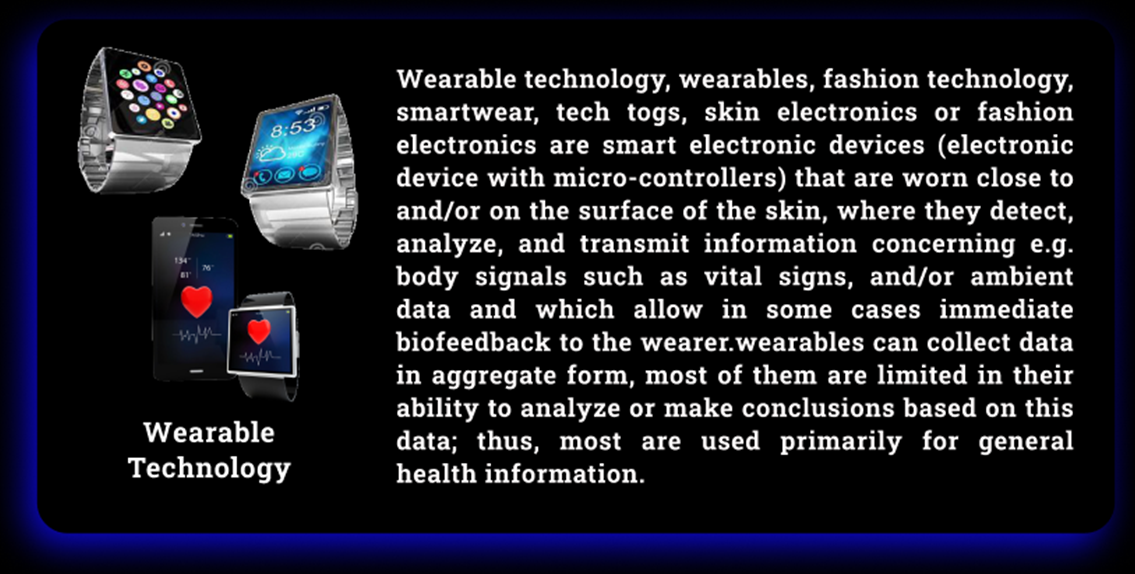 8:53
134
76
81
Wearable
Technology
Wearable technology, wearables, fashion technology,
smartwear, tech togs, skin electronics or fashion
electronics are smart electronic devices (electronic
device with micro-controllers) that are worn close to
and/or on the surface of the skin, where they detect,
analyze, and transmit information concerning e.g.
body signals such as vital signs, and/or ambient
data and which allow in some cases immediate
biofeedback to the wearer.wearables can collect data
in aggregate form, most of them are limited in their
ability to analyze or make conclusions based on this
data; thus, most are used primarily for general
health information.